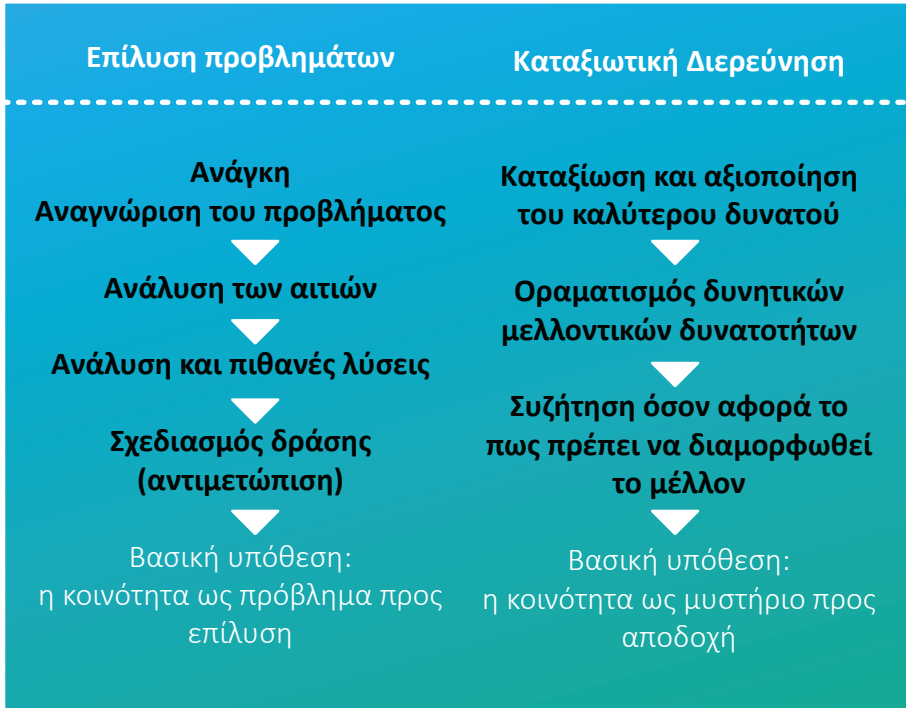 Επίλυση προβλημάτων
Ανάγκη
Αναγνώριση του προβλήματος
Ανάλυση των αιτιών
Ανάλυση και πιθανές λύσεις
Σχεδιασμός δράσης
(αντιμετώπιση)
Βασική υπόθεση:
η κοινότητα ως πρόβλημα προς
επίλυση
Καταξιωτική Διερεύνηση
Καταξίωση και αξιοποίηση
του καλύτερου δυνατού
Οραματισμός δυνητικών
μελλοντικών δυνατοτήτων
Συζήτηση όσον αφορά το
πως πρέπει να διαμορφωθεί
το μέλλον
Βασική υπόθεση:
η κοινότητα ως μυστήριο προς
αποδοχή